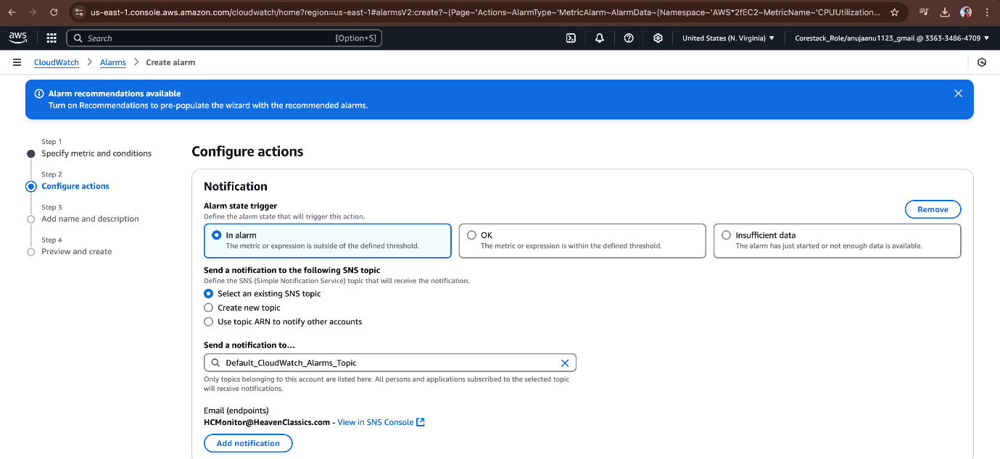 us-east-1.console.aws.amazon.com/cloudwatch/home?region=us-east-1#alarmsV2:create?~(Page~'Actions~AlarmType~'MetricAlarm~AlarmData~(Namespace~'AWS*2fEC2~MetricName~'CPUUtilization...
aws
Search [Option+S]
United States (N. Virginia)
Corestack_Role/anujaanu1123_gmail @ 3363-3486-4709
CloudWatch > Alarms > Create alarm
Alarm recommendations available
Turn on Recommendations to pre-populate the wizard with the recommended alarms.
Step 1
Specify metric and conditions
Step 2
Configure actions
Step 3
Add name and description
Step 4
Preview and create
Configure actions
Notification
Alarm state trigger
Define the alarm state that will trigger this action.
Remove
In alarm
The metric or expression is outside of the defined threshold.
OK
The metric or expression is within the defined threshold.
Insufficient data
The alarm has just started or not enough data is available.
Send a notification to the following SNS topic
Define the SNS (Simple Notification Service) topic that will receive the notification.
Select an existing SNS topic
Create new topic
Use topic ARN to notify other accounts
Send a notification to...
Default_CloudWatch_Alarms_Topic
Only topics belonging to this account are listed here. All persons and applications subscribed to the selected topic
will receive notifications.
Email (endpoints)
HCMonitor@HeavenClassics.com - View in SNS Console
Add notification